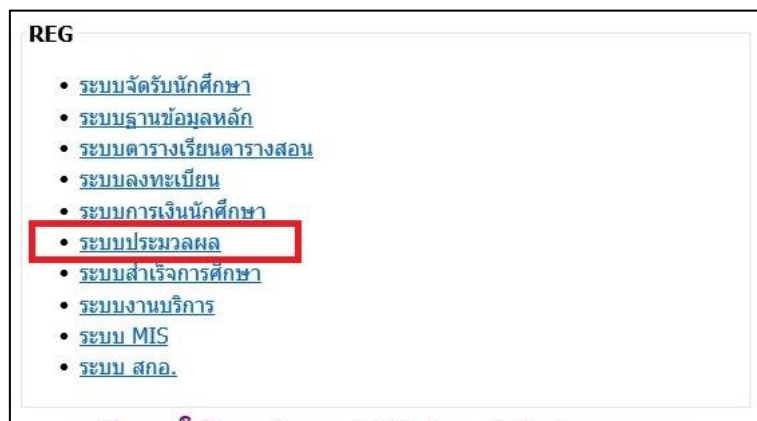 REG
ระบบจัดรับนักศึกษา
ระบบฐานข้อมูลหลัก
ระบบตารางเรียนตารางสอน
ระบบลงทะเบียน
ระบบการเงินนักศึกษา
ระบบประมวลผล
ระบบสำเร็จการศึกษา
ระบบงานบริการ
ระบบ MIS
ระบบ สกอ.